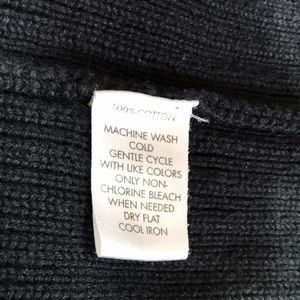 100% COTTON
MACHINE WASH
COLD
GENTLE CYCLE
WITH LIKE COLORS
ONLY NON-
CHLORINE BLEACH
WHEN NEEDED
DRY FLAT
COOL IRON